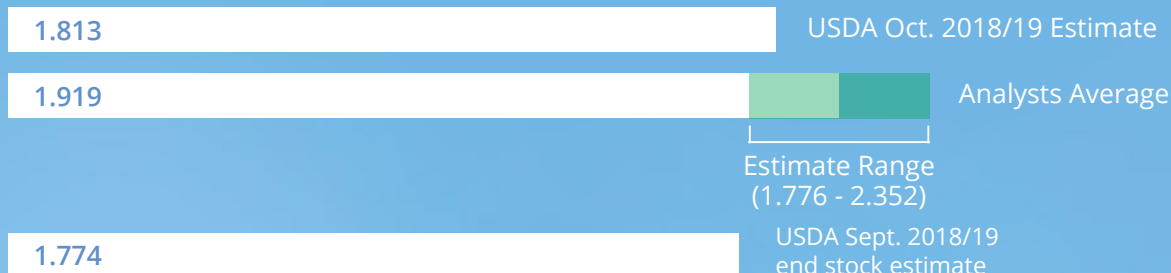 1.813 USDA Oct. 2018/19 Estimate
1.919 Analysts Average
Estimate Range
(1.776 - 2.352)
1.774
USDA Sept. 2018/19
end stock estimate